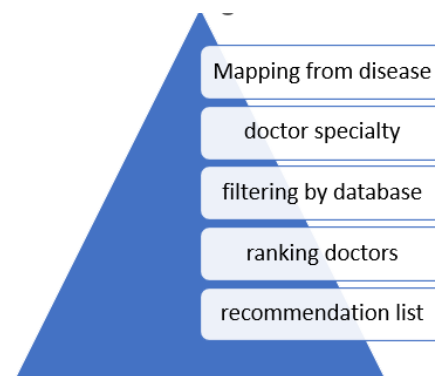 Mapping from disease
doctor specialty
filtering by database
ranking doctors
recommendation list